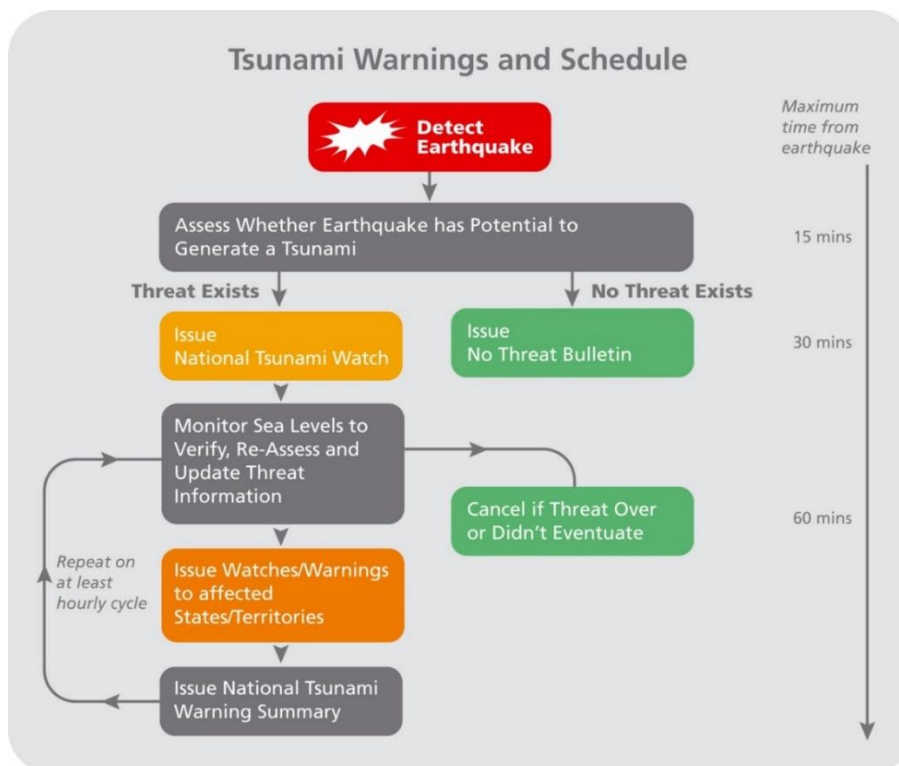 Tsunami Warnings and Schedule
Detect
Earthquake
Maximum
time from
earthquake
Assess Whether Earthquake has Potential to
Generate a Tsunami
15 mins
Threat Exists
No Threat Exists
Issue
National Tsunami Watch
Issue
No Threat Bulletin
30 mins
Monitor Sea Levels to
Verify, Re-Assess and
Update Threat
Information
Cancel if Threat Over
or Didn't Eventuate
60 mins
Repeat on
at least
hourly cycle
Issue Watches/Warnings
to affected
States/Territories
Issue National Tsunami
Warning Summary